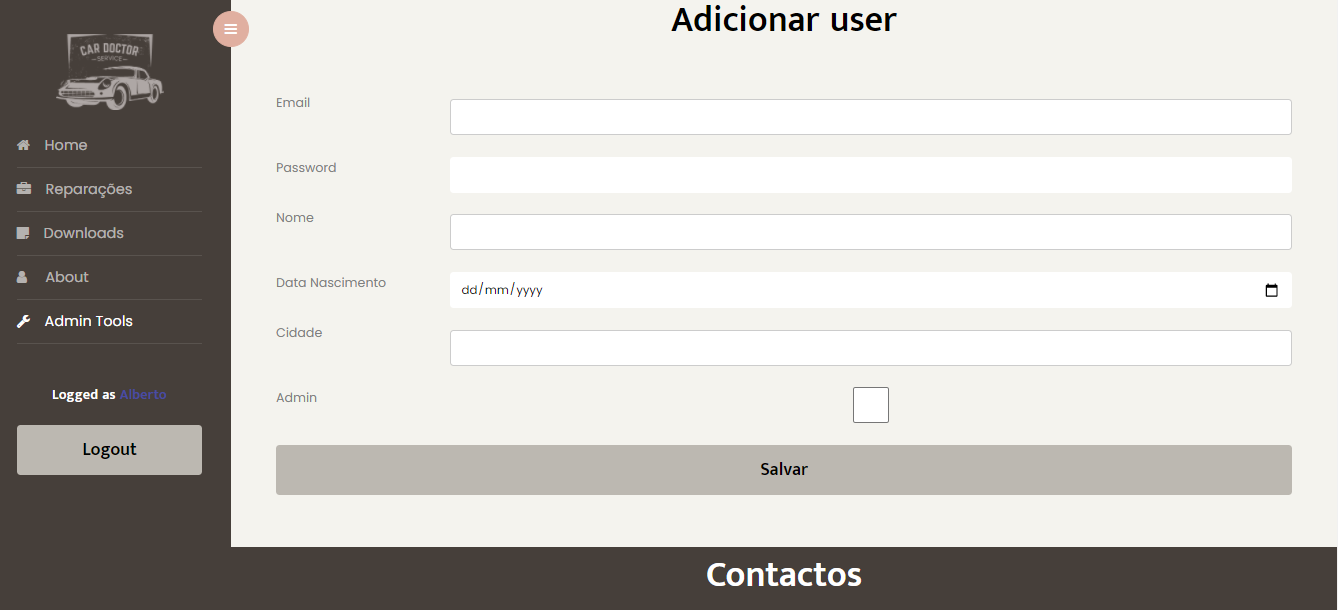 CAR DOCTOR
SERVICE
Home
Reparações
Downloads
About
Admin Tools
Logged as Alberto
Logout
Adicionar user
Email
Password
Nome
Data Nascimento
dd/mm/yyyy
Cidade
Admin
Salvar
Contactos